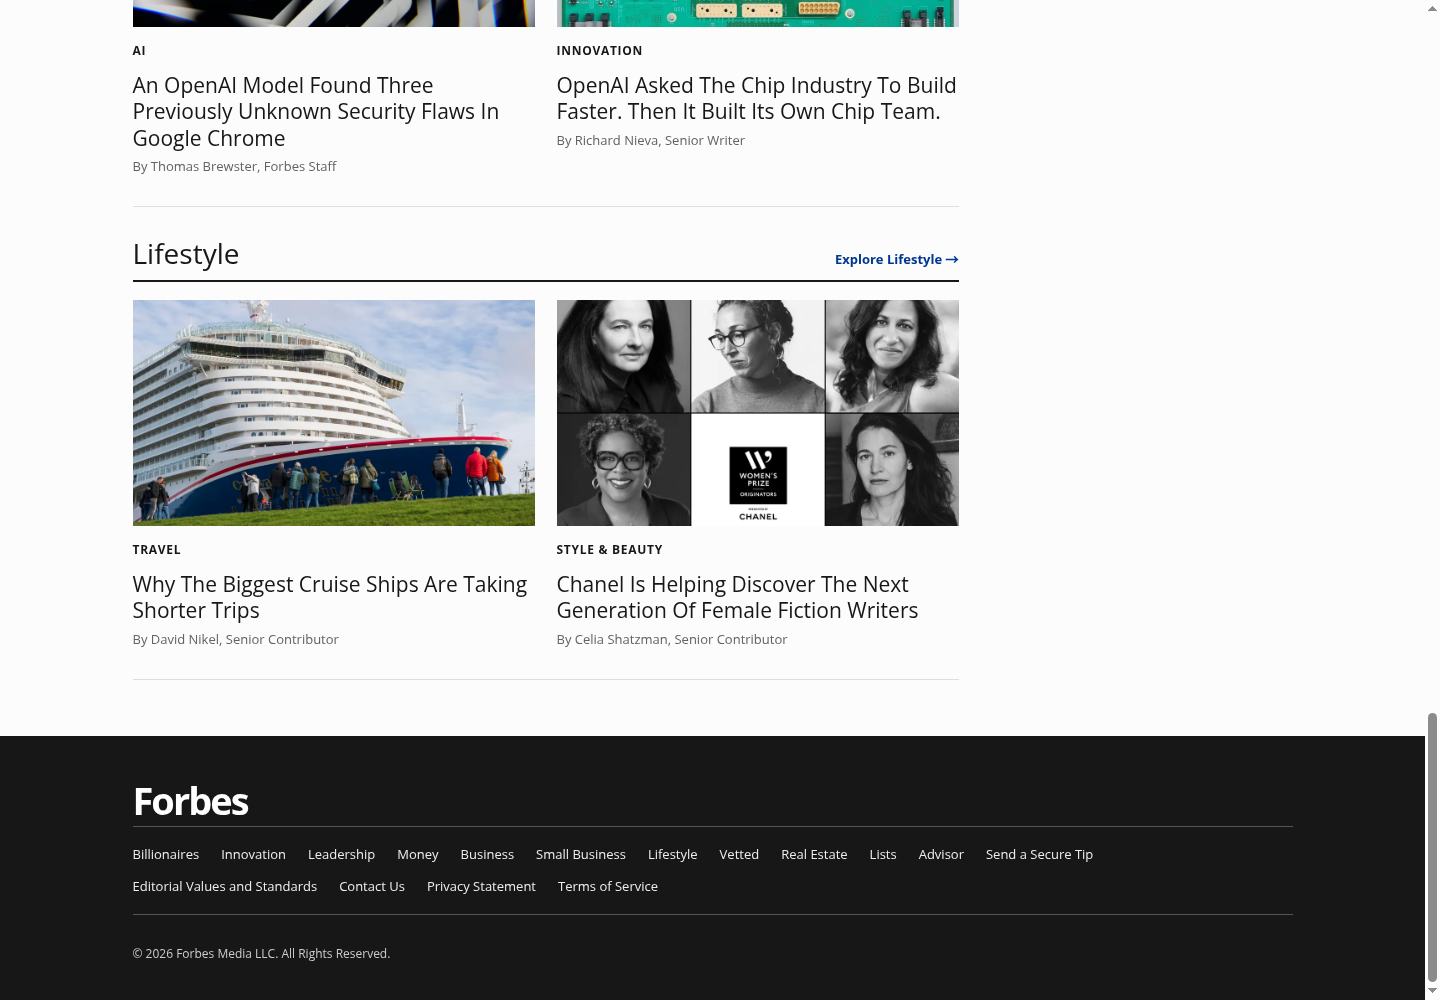 AI
An OpenAI Model Found Three
Previously Unknown Security Flaws In
Google Chrome
By Thomas Brewster, Forbes Staff
INNOVATION
OpenAI Asked The Chip Industry To Build
Faster. Then It Built Its Own Chip Team.
By Richard Nieva, Senior Writer
Lifestyle
Explore Lifestyle →
WOMEN'S
PRIZE
ORIGINATORS
CHANEL
TRAVEL
Why The Biggest Cruise Ships Are Taking
Shorter Trips
By David Nikel, Senior Contributor
STYLE & BEAUTY
Chanel Is Helping Discover The Next
Generation Of Female Fiction Writers
By Celia Shatzman, Senior Contributor
Forbes
Billionaires Innovation Leadership Money Business Small Business Lifestyle Vetted Real Estate Lists Advisor Send a Secure Tip
Editorial Values and Standards Contact Us Privacy Statement Terms of Service
© 2026 Forbes Media LLC. All Rights Reserved.